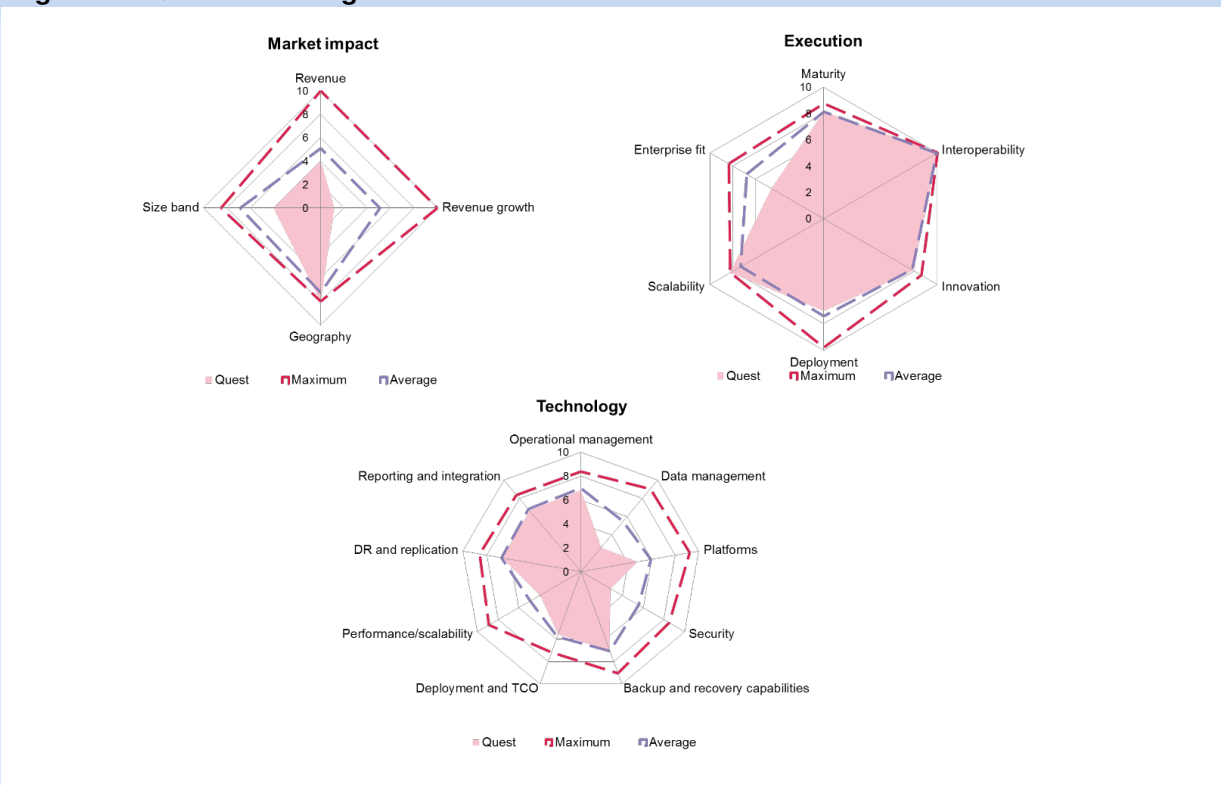 Market impact
Revenue
10
8
6
4
2
0
Size band
Revenue growth
Geography
Quest
Maximum
Average
Execution
Maturity
10
8
6
4
2
0
Enterprise fit
Interoperability
Scalability
Innovation
Deployment
Quest
Maximum
Average
Technology
Operational management
10
8
6
4
2
0
Reporting and integration
Data management
DR and replication
Platforms
Performance/scalability
Security
Deployment and TCO
Backup and recovery capabilities
Quest
Maximum
Average